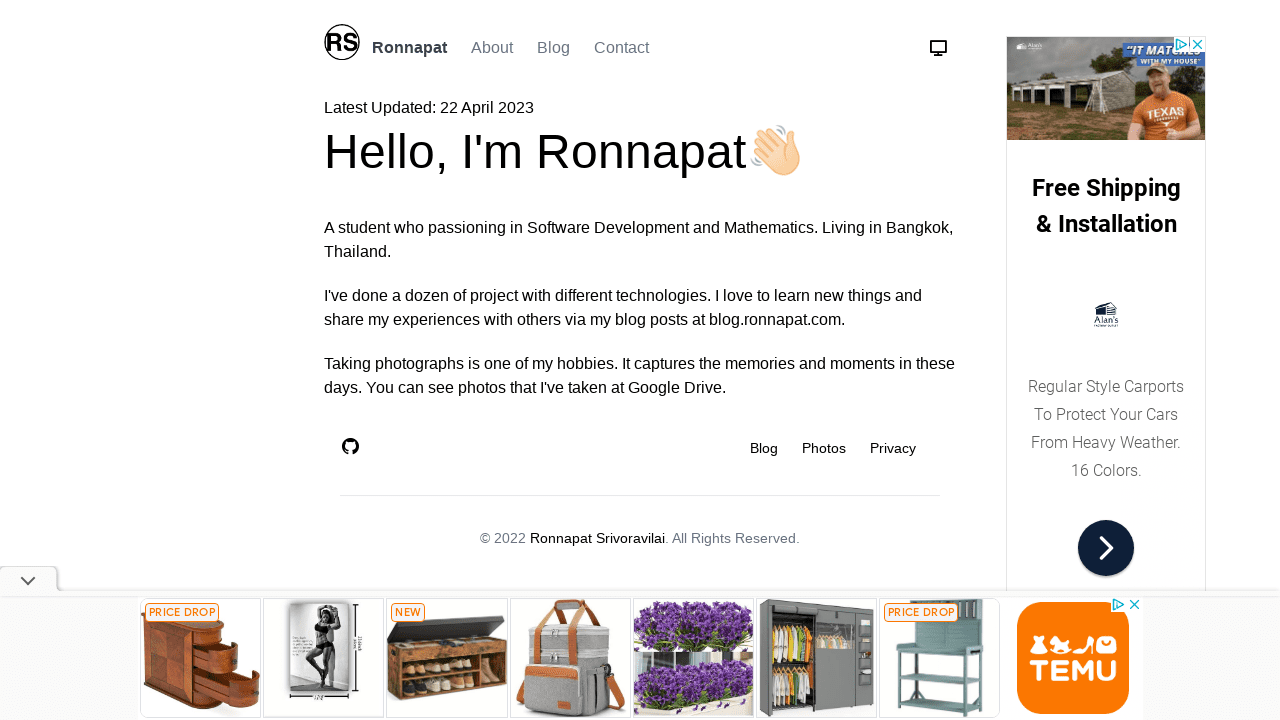 RS Ronnapat About Blog Contact
Latest Updated: 22 April 2023
Hello, I'm Ronnapat👋🏻
A student who passioning in Software Development and Mathematics. Living in Bangkok,
Thailand.
I've done a dozen of project with different technologies. I love to learn new things and
share my experiences with others via my blog posts at blog.ronnapat.com.
Taking photographs is one of my hobbies. It captures the memories and moments in these
days. You can see photos that I've taken at Google Drive.
Blog Photos Privacy
© 2022 Ronnapat Srivoravilai. All Rights Reserved.
"IT MATCHES
WITH MY HOUSE"
Alan's
TEXAS
Free Shipping
& Installation
Alan's
FACTORY OUTLET
Regular Style Carports
To Protect Your Cars
From Heavy Weather.
16 Colors.
PRICE DROP
NEW
PRICE DROP
TEMU